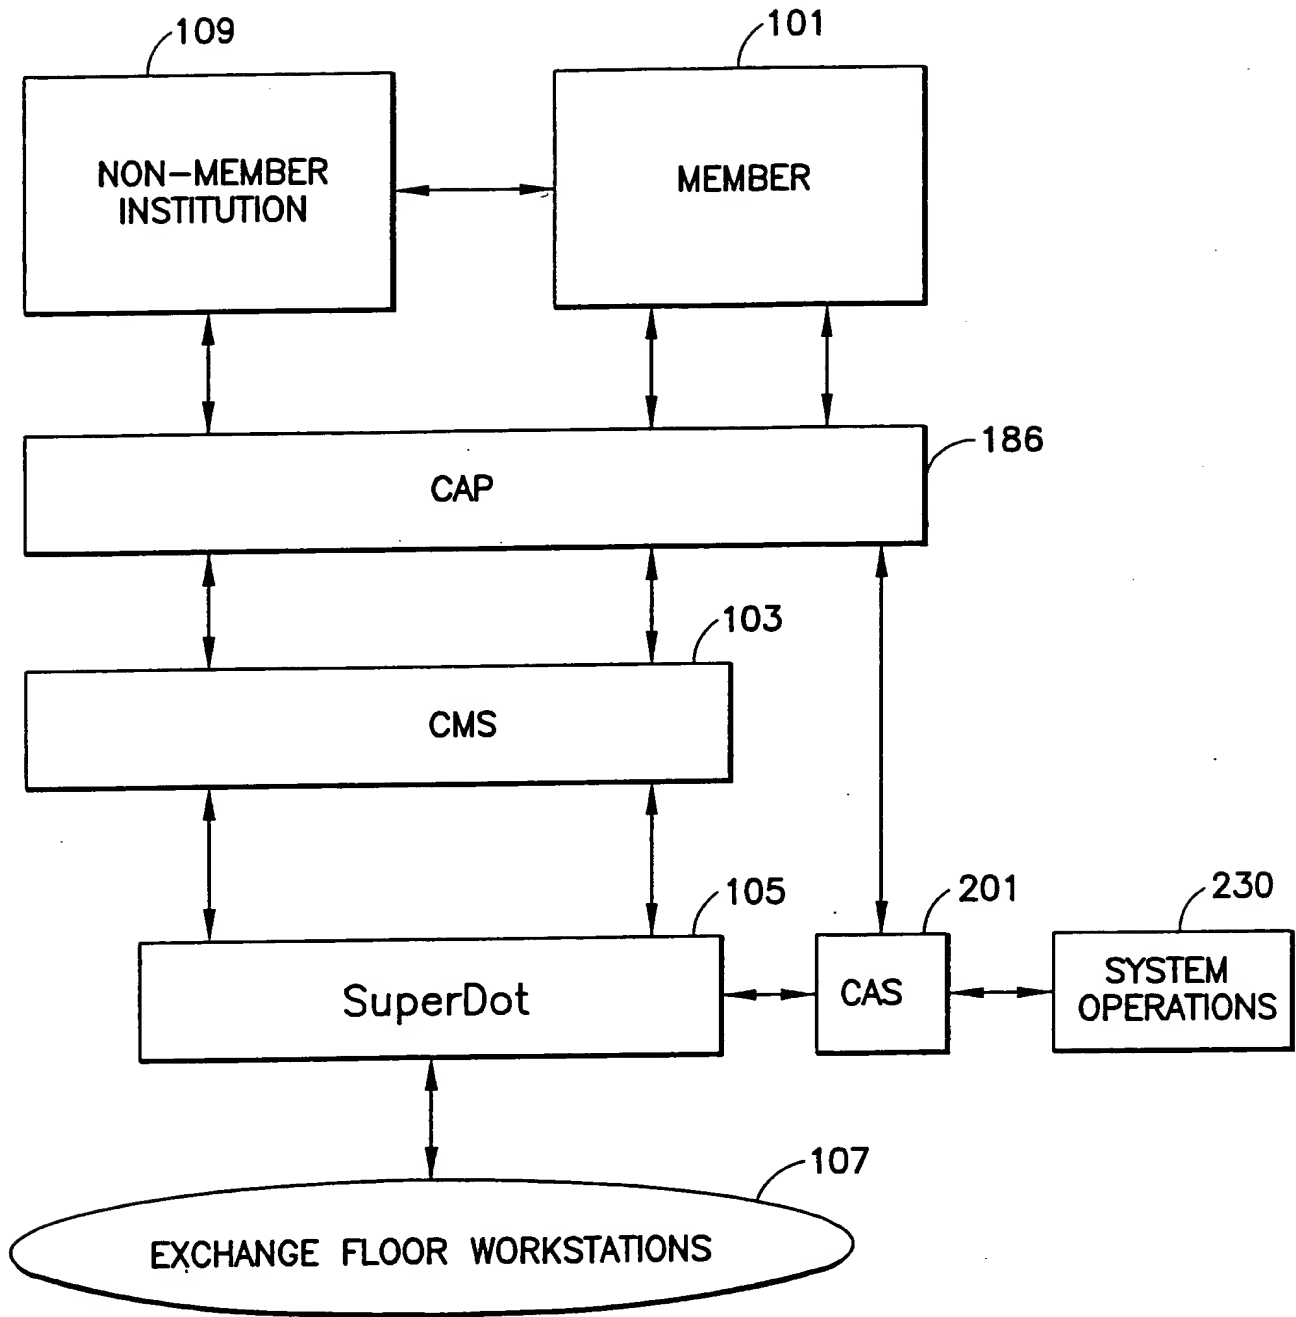 109
101
NON-MEMBER
INSTITUTION
MEMBER
186
CAP
103
CMS
105
201
230
SuperDot
CAS
SYSTEM
OPERATIONS
107
EXCHANGE FLOOR WORKSTATIONS